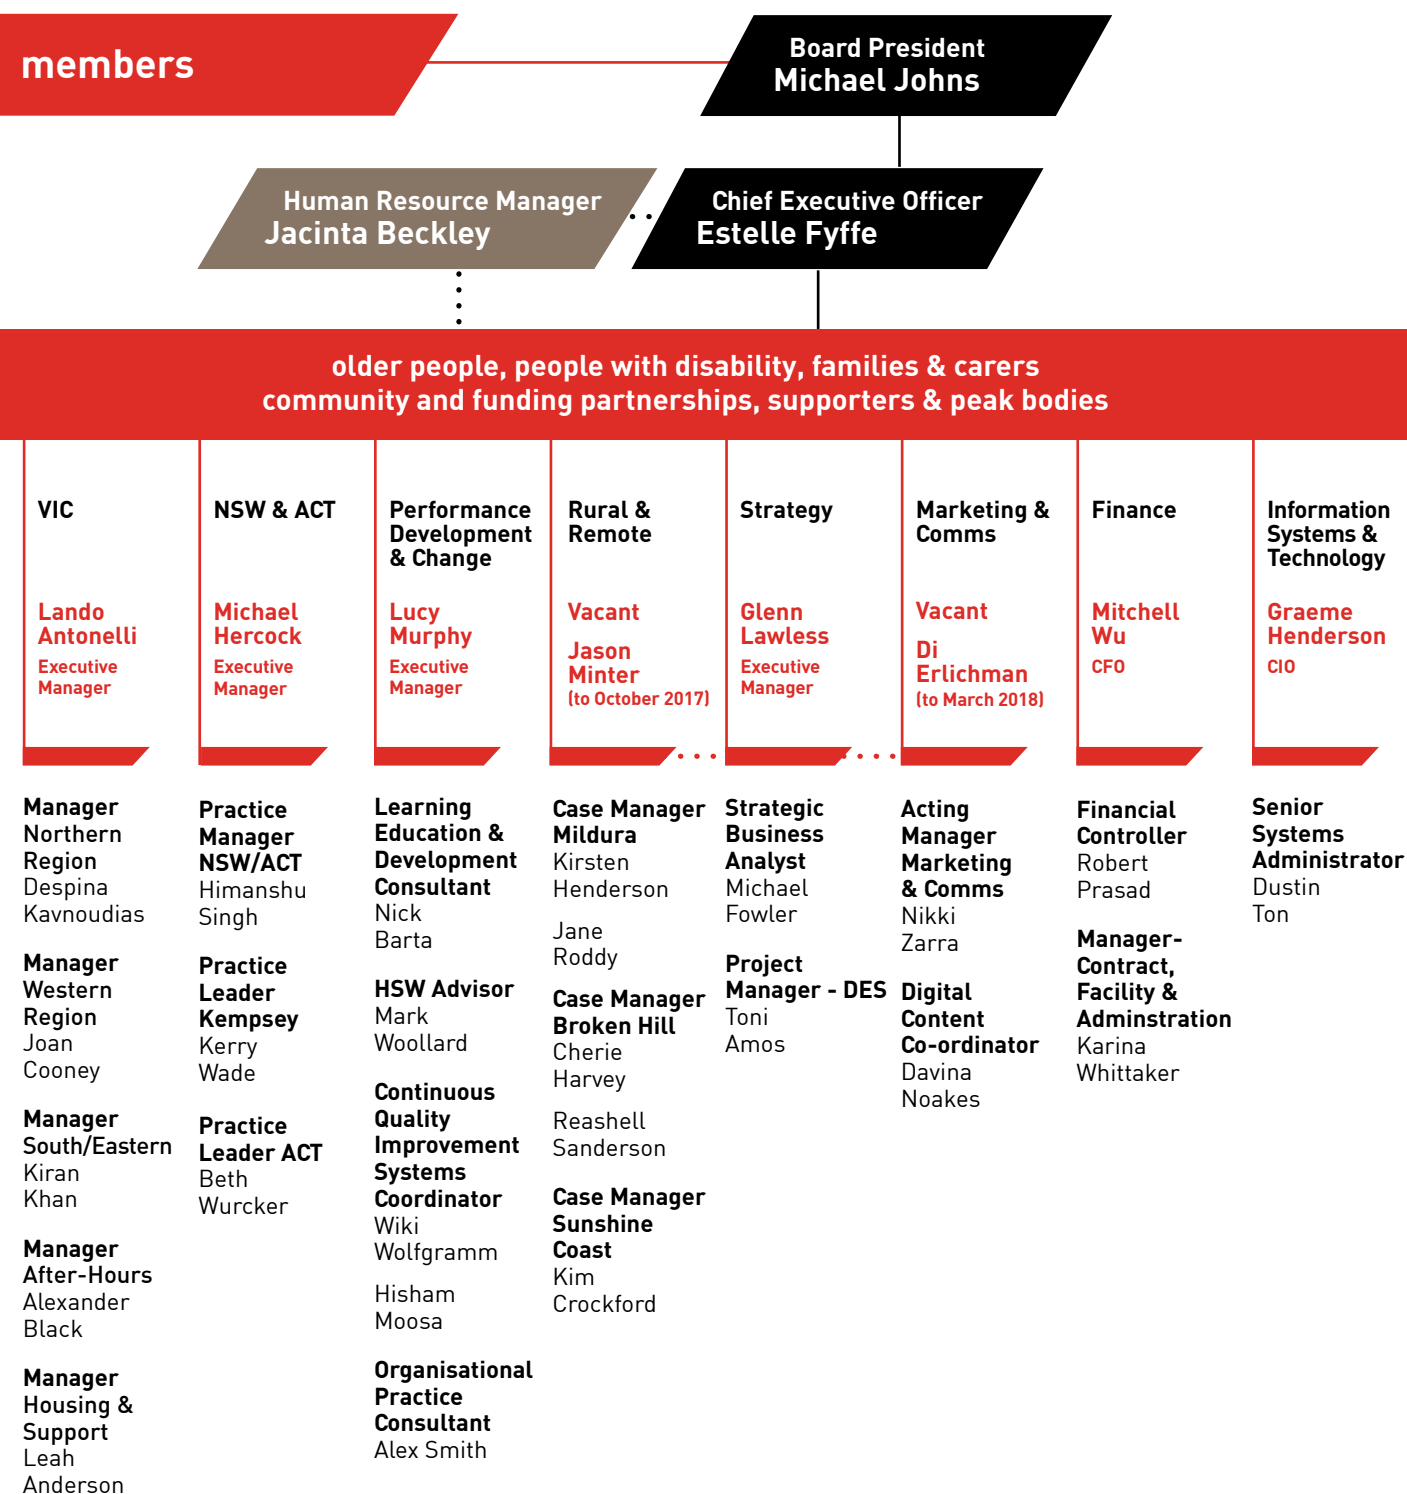 members
Board President
Michael Johns
Human Resource Manager
Jacinta Beckley
Chief Executive Officer
Estelle Fyffe
older people, people with disability, families & carers
community and funding partnerships, supporters & peak bodies
VIC
Lando
Antonelli
Executive
Manager
Manager
Northern
Region
Despina
Kavnoudias
Manager
Western
Region
Joan
Cooney
Manager
South/Eastern
Kiran
Khan
Manager
After-Hours
Alexander
Black
Manager
Housing &
Support
Leah
Anderson
NSW & ACT
Michael
Hercock
Executive
Manager
Practice
Manager
NSW/ACT
Himanshu
Singh
Practice
Leader
Kempsey
Kerry
Wade
Practice
Leader ACT
Beth
Wurcker
Performance
Development
& Change
Lucy
Murphy
Executive
Manager
Learning
Education &
Development
Consultant
Nick
Barta
HSW Advisor
Mark
Woollard
Continuous
Quality
Improvement
Systems
Coordinator
Wiki
Wolfgramm
Hisham
Moosa
Organisational
Practice
Consultant
Alex Smith
Rural &
Remote
Vacant
Jason
Minter
(to October 2017)
Case Manager
Mildura
Kirsten
Henderson
Jane
Roddy
Case Manager
Broken Hill
Cherie
Harvey
Reashell
Sanderson
Case Manager
Sunshine
Coast
Kim
Crockford
Strategy
Glenn
Lawless
Executive
Manager
Strategic
Business
Analyst
Michael
Fowler
Project
Manager - DES
Toni
Amos
Marketing &
Comms
Vacant
Di
Erlichman
(to March 2018)
Acting
Manager
Marketing
& Comms
Nikki
Zarra
Digital
Content
Co-ordinator
Davina
Noakes
Finance
Mitchell
Wu
CFO
Financial
Controller
Robert
Prasad
Manager-
Contract,
Facility &
Adminstration
Karina
Whittaker
Information
Systems &
Technology
Graeme
Henderson
CIO
Senior
Systems
Administrator
Dustin
Ton